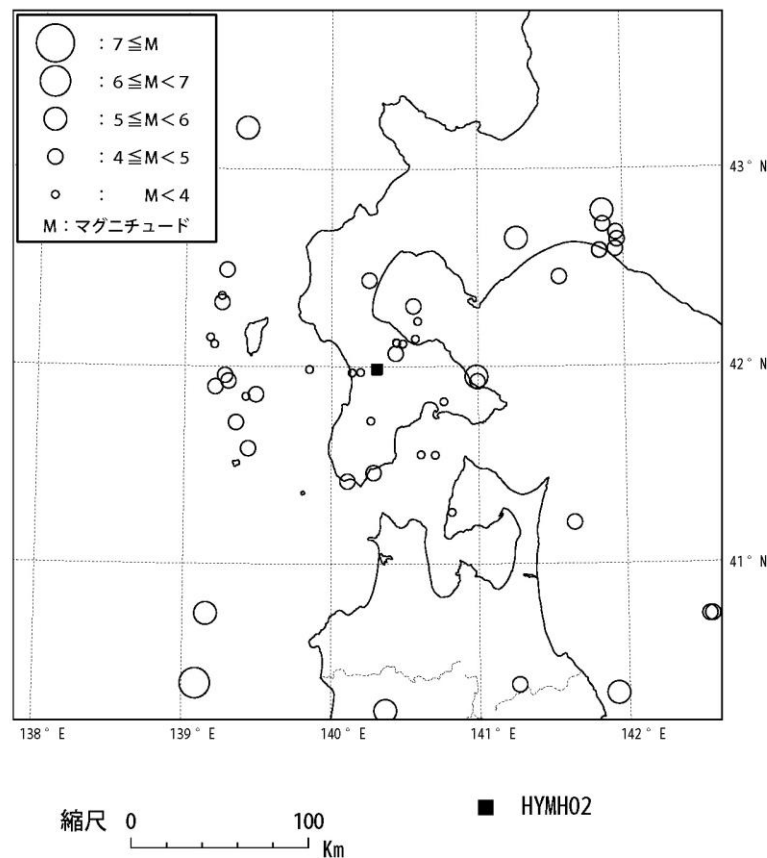 ：７≦M
：６≦M＜７
：５≦M＜６
：４≦M＜５
： M＜４
M：マグニチュード
43° N
42° N
41° N
138° E
139° E
140° E
141° E
142° E
縮尺 0 100
Km
■ HYMH02